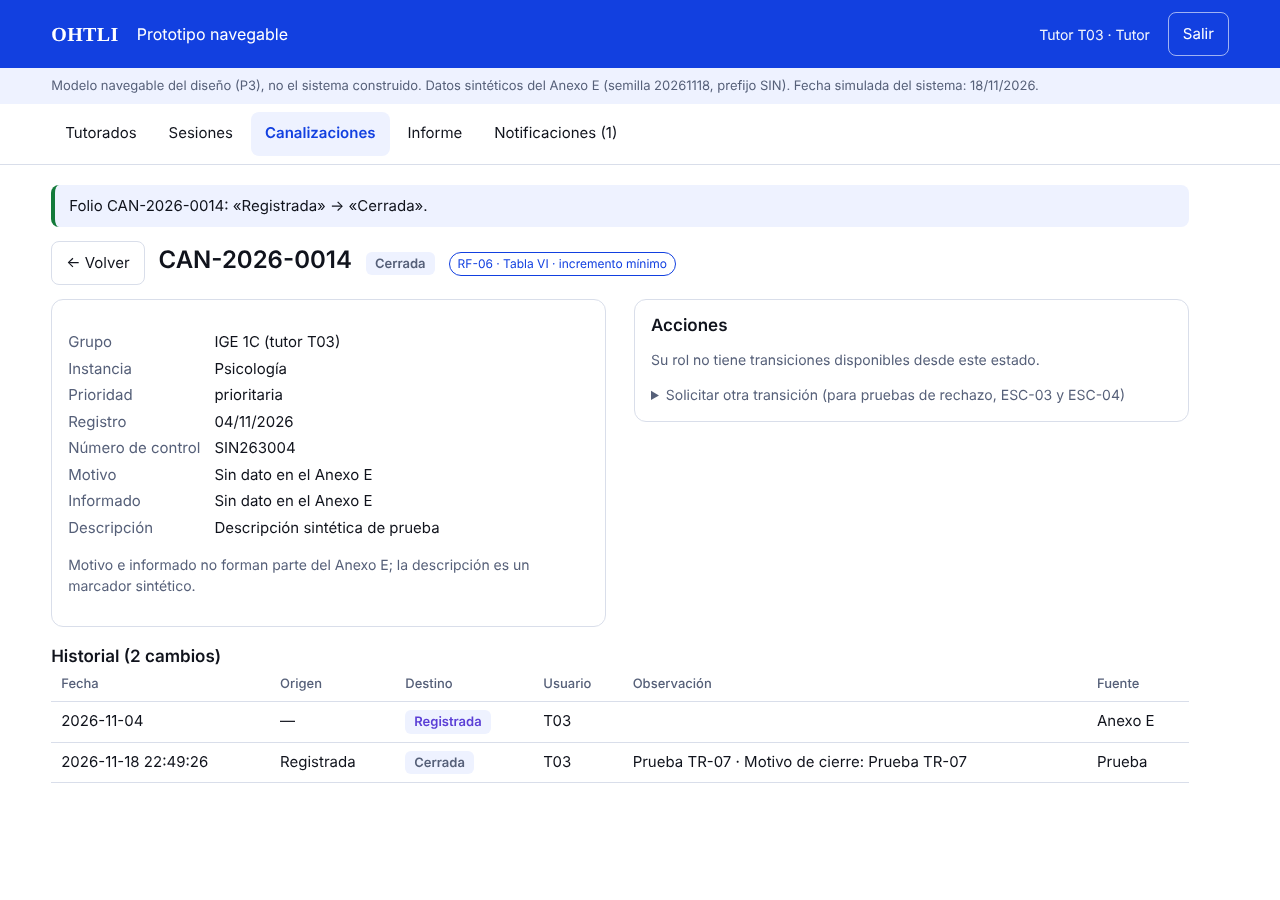 OHTLI Prototipo navegable Tutor T03 · Tutor Salir
Modelo navegable del diseño (P3), no el sistema construido. Datos sintéticos del Anexo E (semilla 20261118, prefijo SIN). Fecha simulada del sistema: 18/11/2026.
Tutorados Sesiones Canalizaciones Informe Notificaciones (1)
Folio CAN-2026-0014: «Registrada» → «Cerrada».
← Volver CAN-2026-0014 Cerrada RF-06 · Tabla VI · incremento mínimo
Grupo IGE 1C (tutor T03)
Instancia Psicología
Prioridad prioritaria
Registro 04/11/2026
Número de control SIN263004
Motivo Sin dato en el Anexo E
Informado Sin dato en el Anexo E
Descripción Descripción sintética de prueba
Motivo e informado no forman parte del Anexo E; la descripción es un
marcador sintético.
Acciones
Su rol no tiene transiciones disponibles desde este estado.
▶ Solicitar otra transición (para pruebas de rechazo, ESC-03 y ESC-04)
Historial (2 cambios)
Fecha Origen Destino Usuario Observación Fuente
2026-11-04 — Registrada T03 Anexo E
2026-11-18 22:49:26 Registrada Cerrada T03 Prueba TR-07 · Motivo de cierre: Prueba TR-07 Prueba